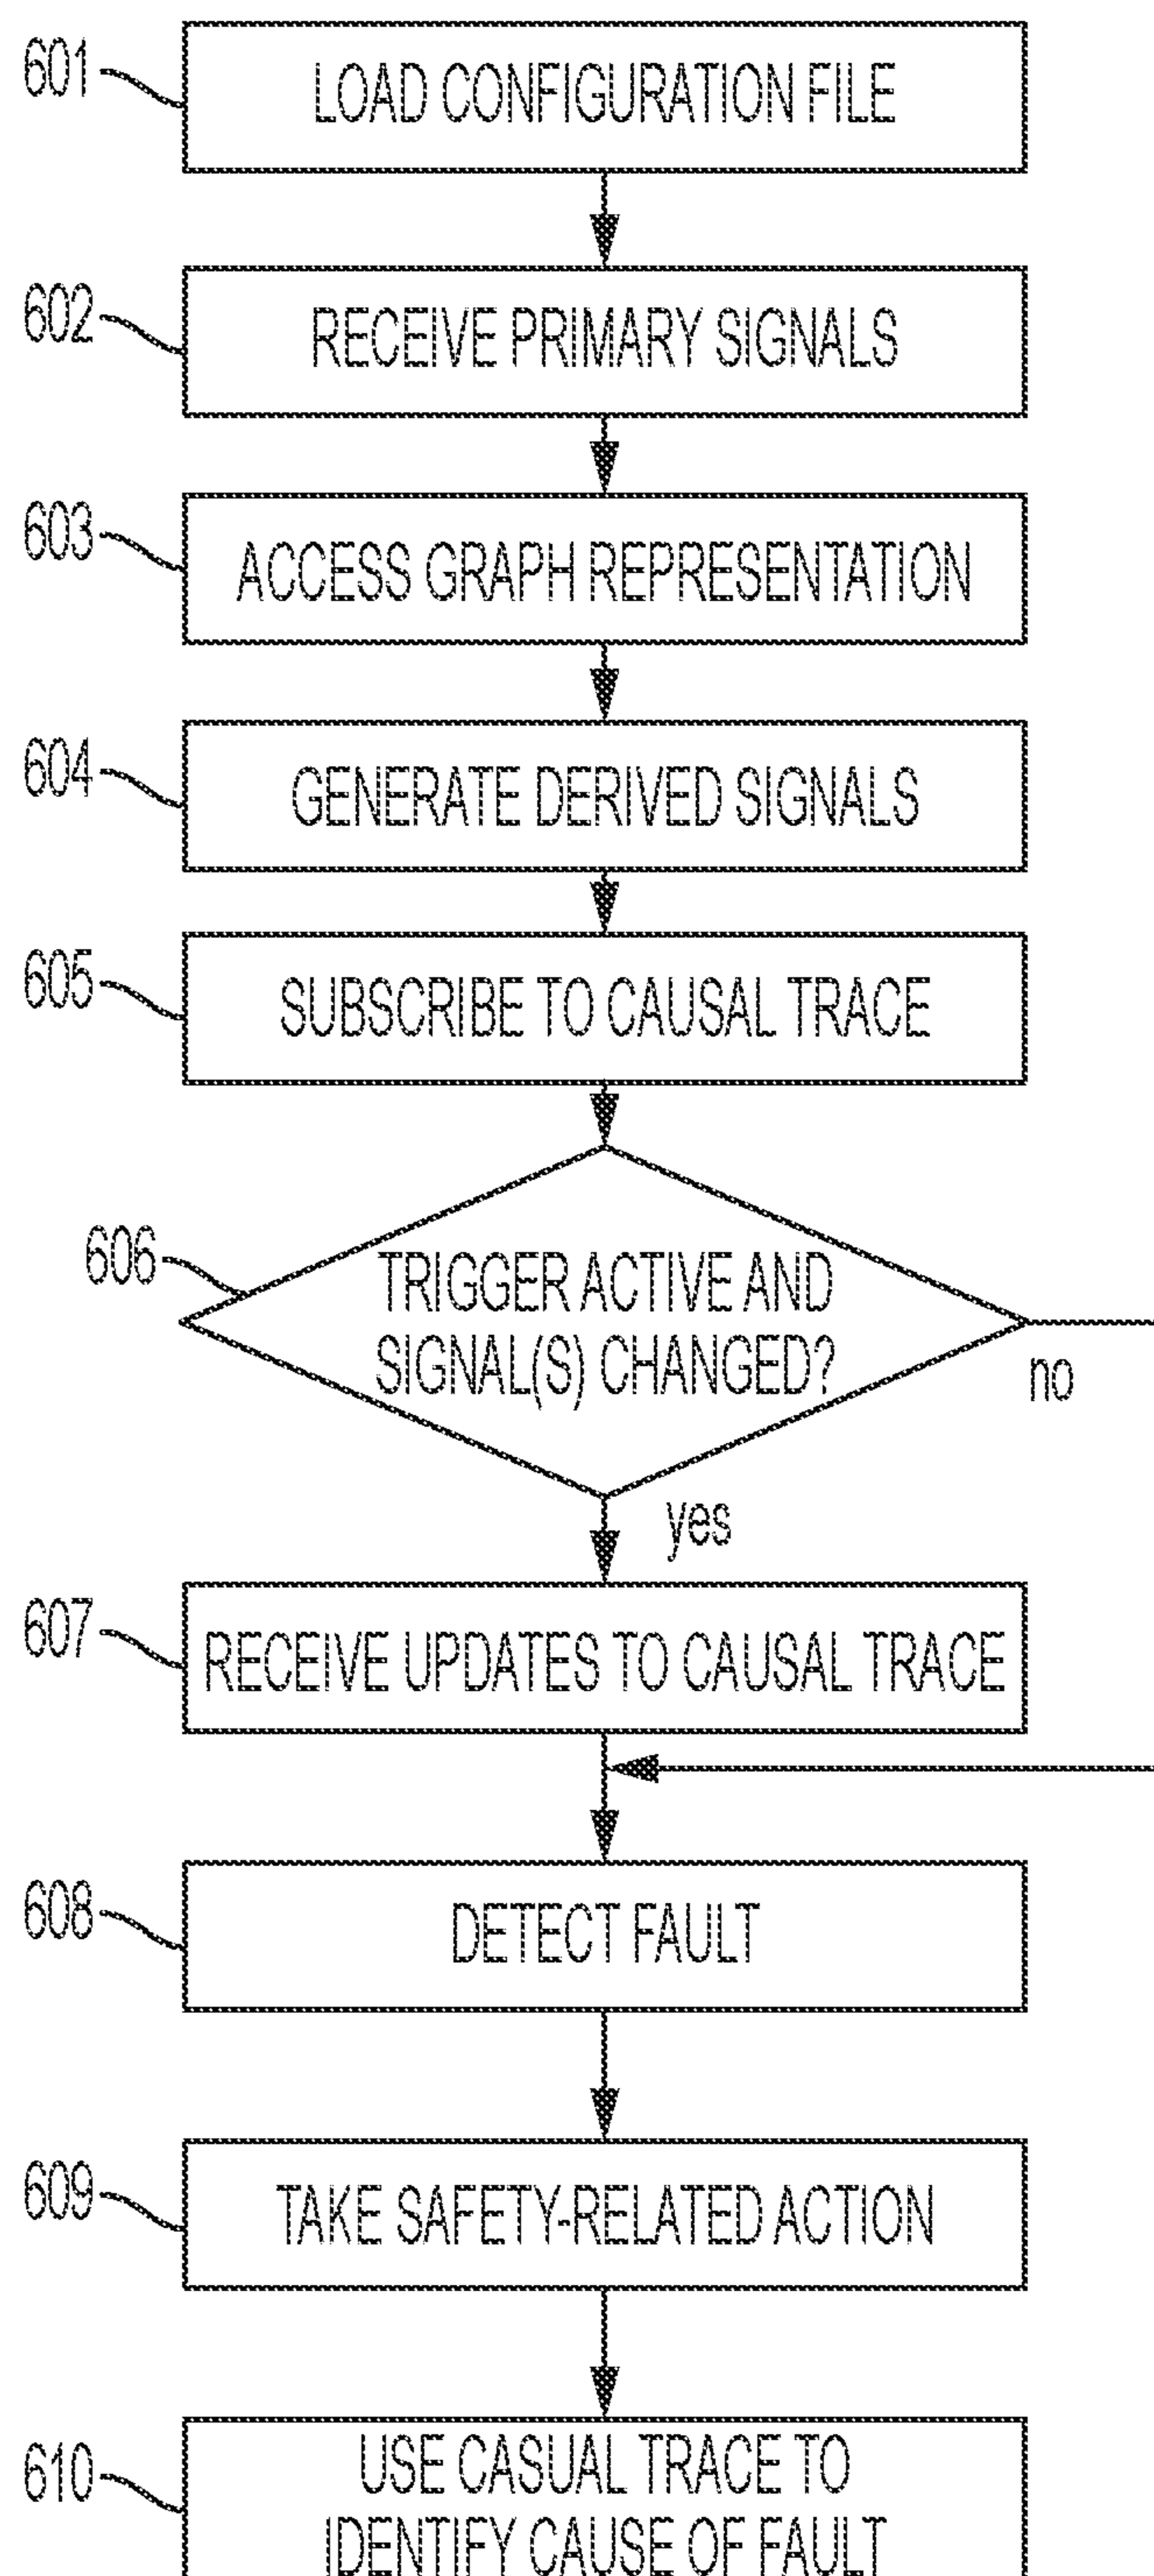 601
LOAD CONFIGURATION FILE
602
RECEIVE PRIMARY SIGNALS
603
ACCESS GRAPH REPRESENTATION
604
GENERATE DERIVED SIGNALS
605
SUBSCRIBE TO CAUSAL TRACE
606
TRIGGER ACTIVE AND
SIGNAL(S) CHANGED?
no
yes
607
RECEIVE UPDATES TO CAUSAL TRACE
608
DETECT FAULT
609
TAKE SAFETY-RELATED ACTION
610
USE CASUAL TRACE TO
IDENTIFY CAUSE OF FAULT